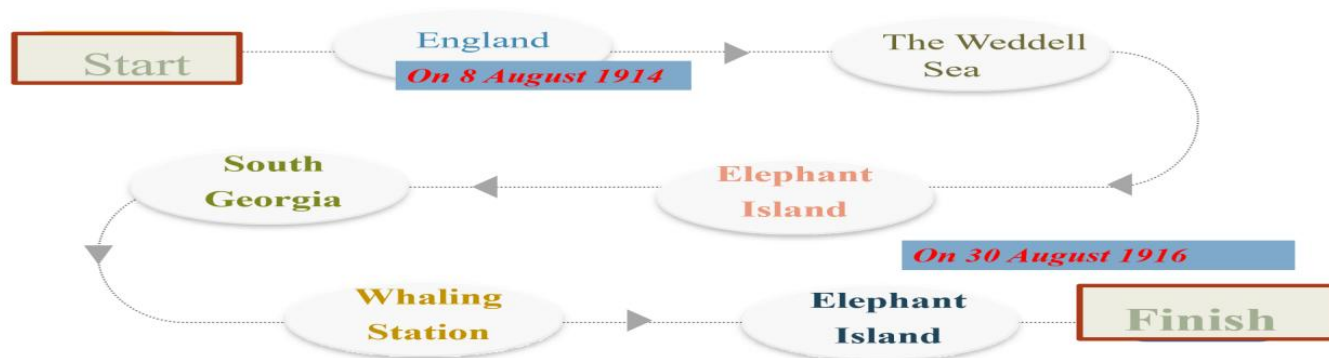 Start
England
On 8 August 1914
The Weddell
Sea
Elephant
Island
South
Georgia
Whaling
Station
Elephant
Island
On 30 August 1916
Finish